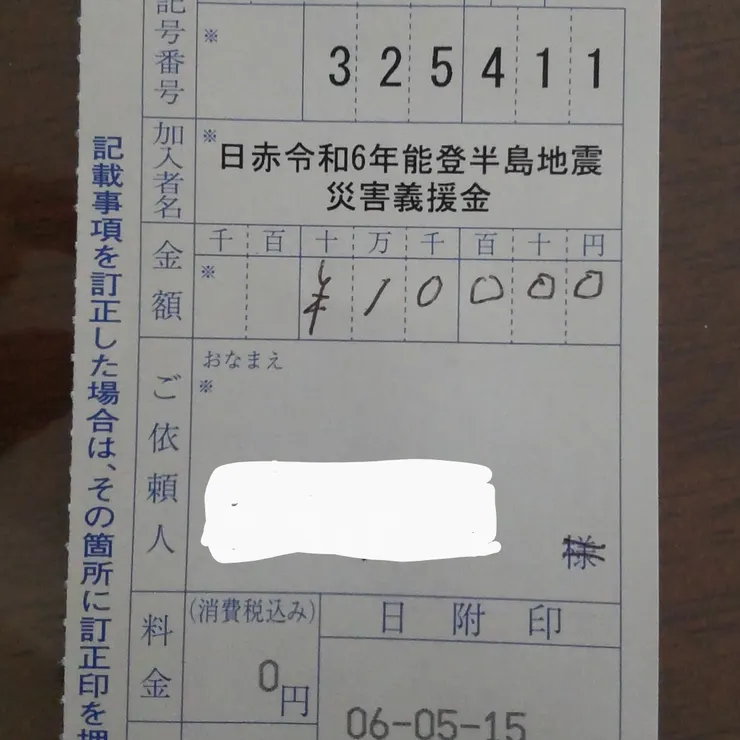 記号番号
※
325411
加入者名
※
日赤令和6年能登半島地震
災害義援金
金額
千百十万千百十円
※
¥10000
ご依頼人
おなまえ
※
様
料金
(消費税込み)
0円
日附印
06-05-15
記載事項を訂正した場合は、その箇所に訂正印を押